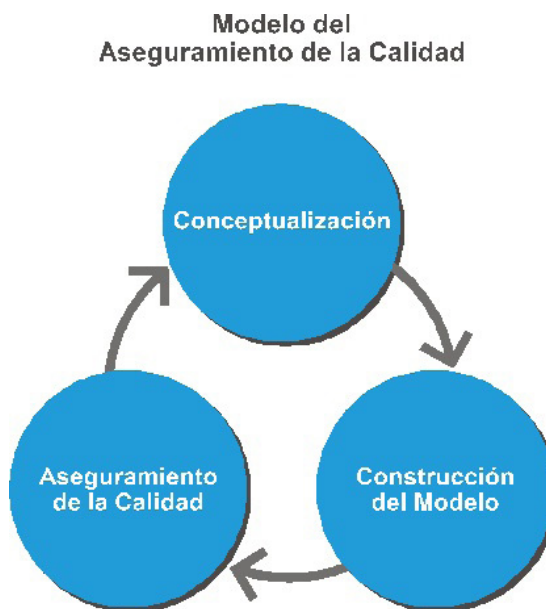 Modelo del
Aseguramiento de la Calidad
Conceptualización
Aseguramiento
de la Calidad
Construcción
del Modelo